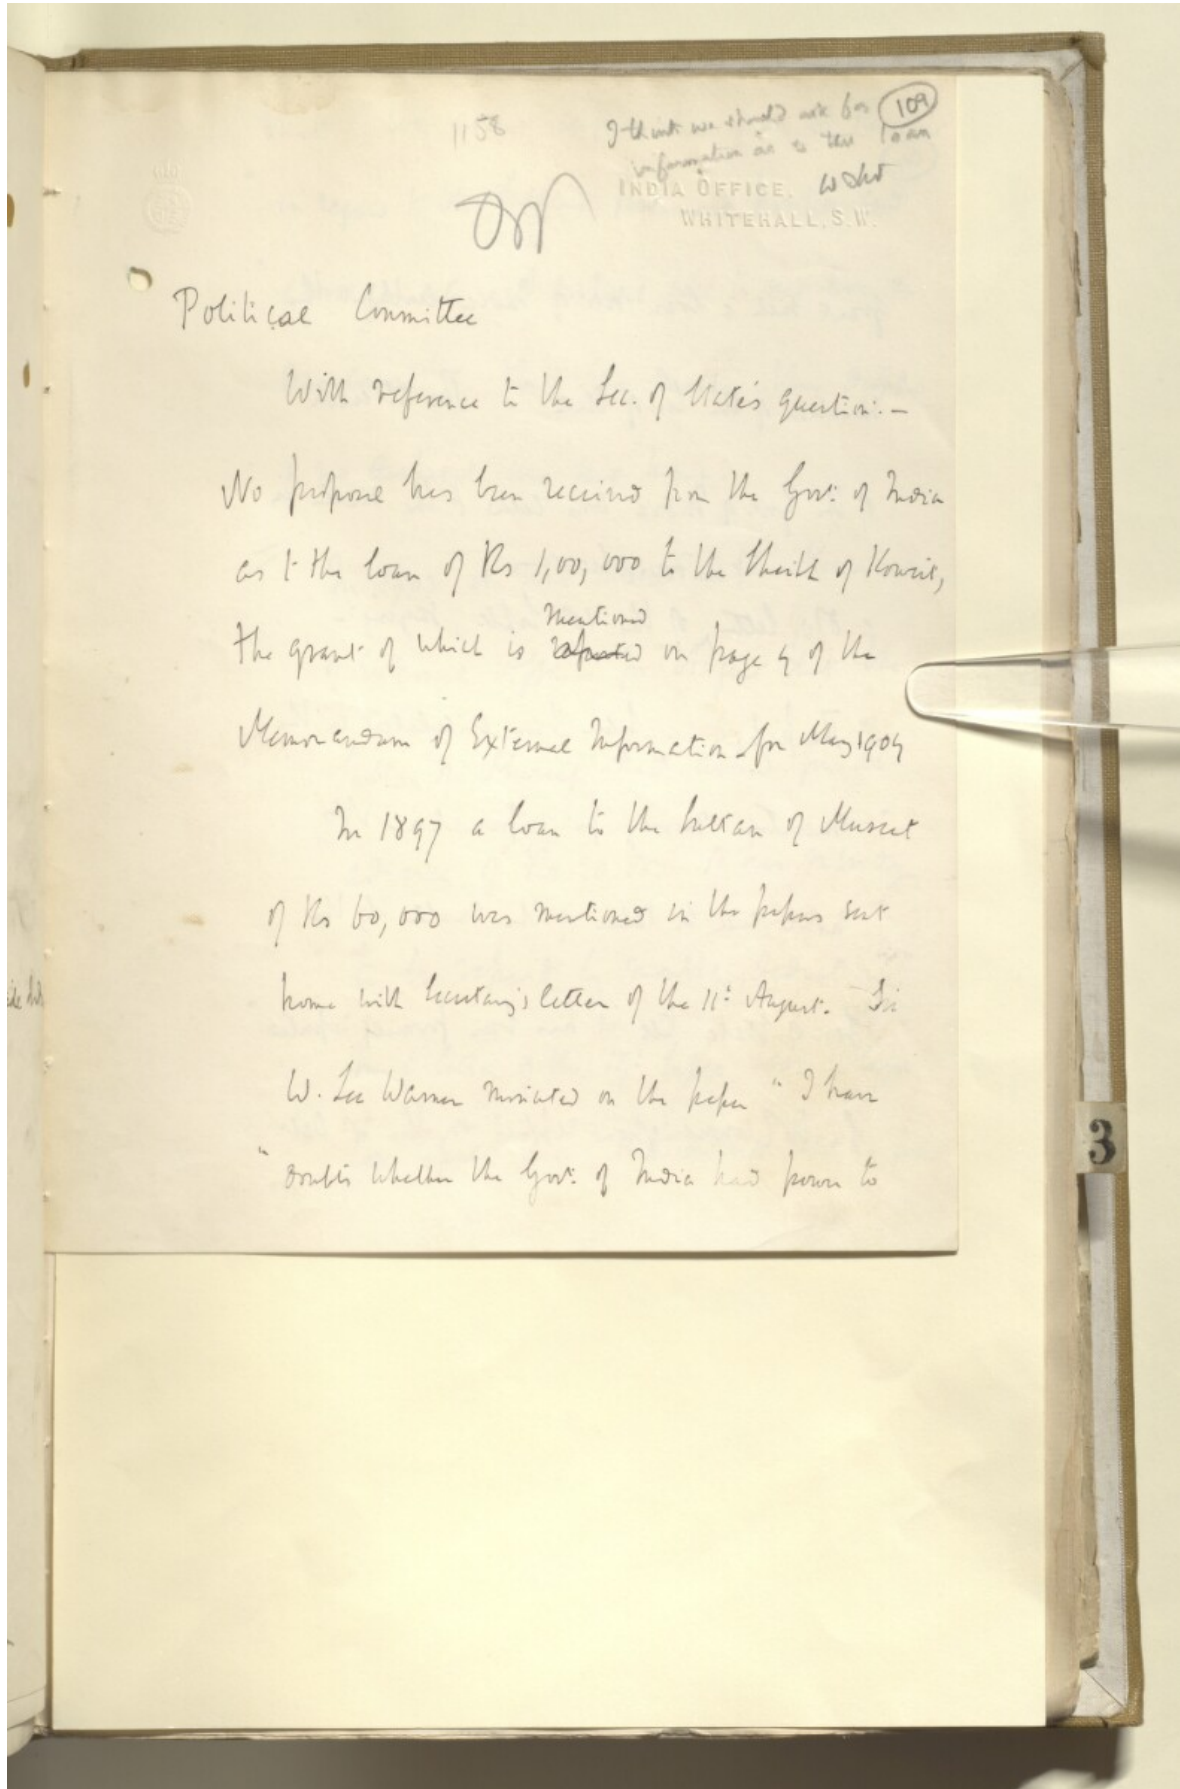 1158
109
I think we should ask for
information as to this loan
INDIA OFFICE.
WHITEHALL, S.W.
Political Committee
With reference to the Sec. of State's question:—
No proposal has been received from the Govt. of India
as to the loan of Rs 1,00,000 to the Sheikh of Koweit,
mentioned
the grant of which is on page 4 of the
Memorandum of External Information for May 1904
In 1897 a loan to the Sultan of Muscat
of Rs 60,000 was mentioned in the papers sent
home with Secretary's letter of the 11th August. Sir
W. Lee Warner minuted on the paper "I have
"doubts whether the Govt. of India had power to
3